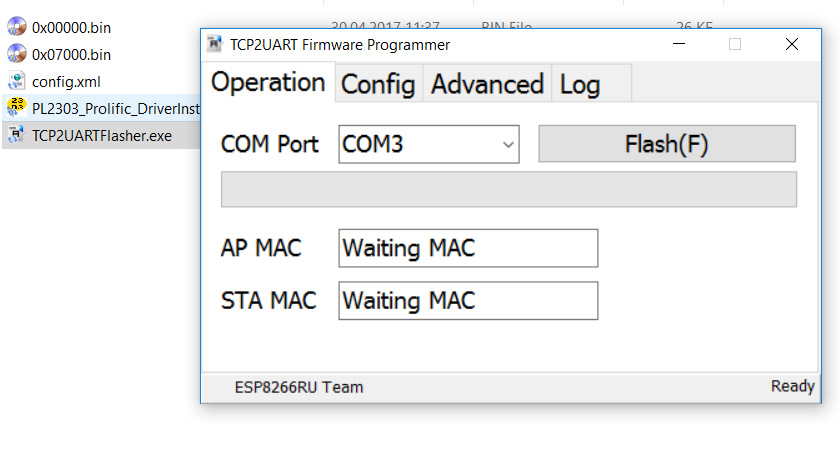 0x00000.bin
30.04.2017 11:37
BIN File
26 KБ
0x07000.bin
config.xml
PL2303_Prolific_DriverInst
TCP2UARTFlasher.exe
TCP2UART Firmware Programmer
Operation Config Advanced Log
COM Port COM3 Flash(F)
AP MAC Waiting MAC
STA MAC Waiting MAC
ESP8266RU Team Ready